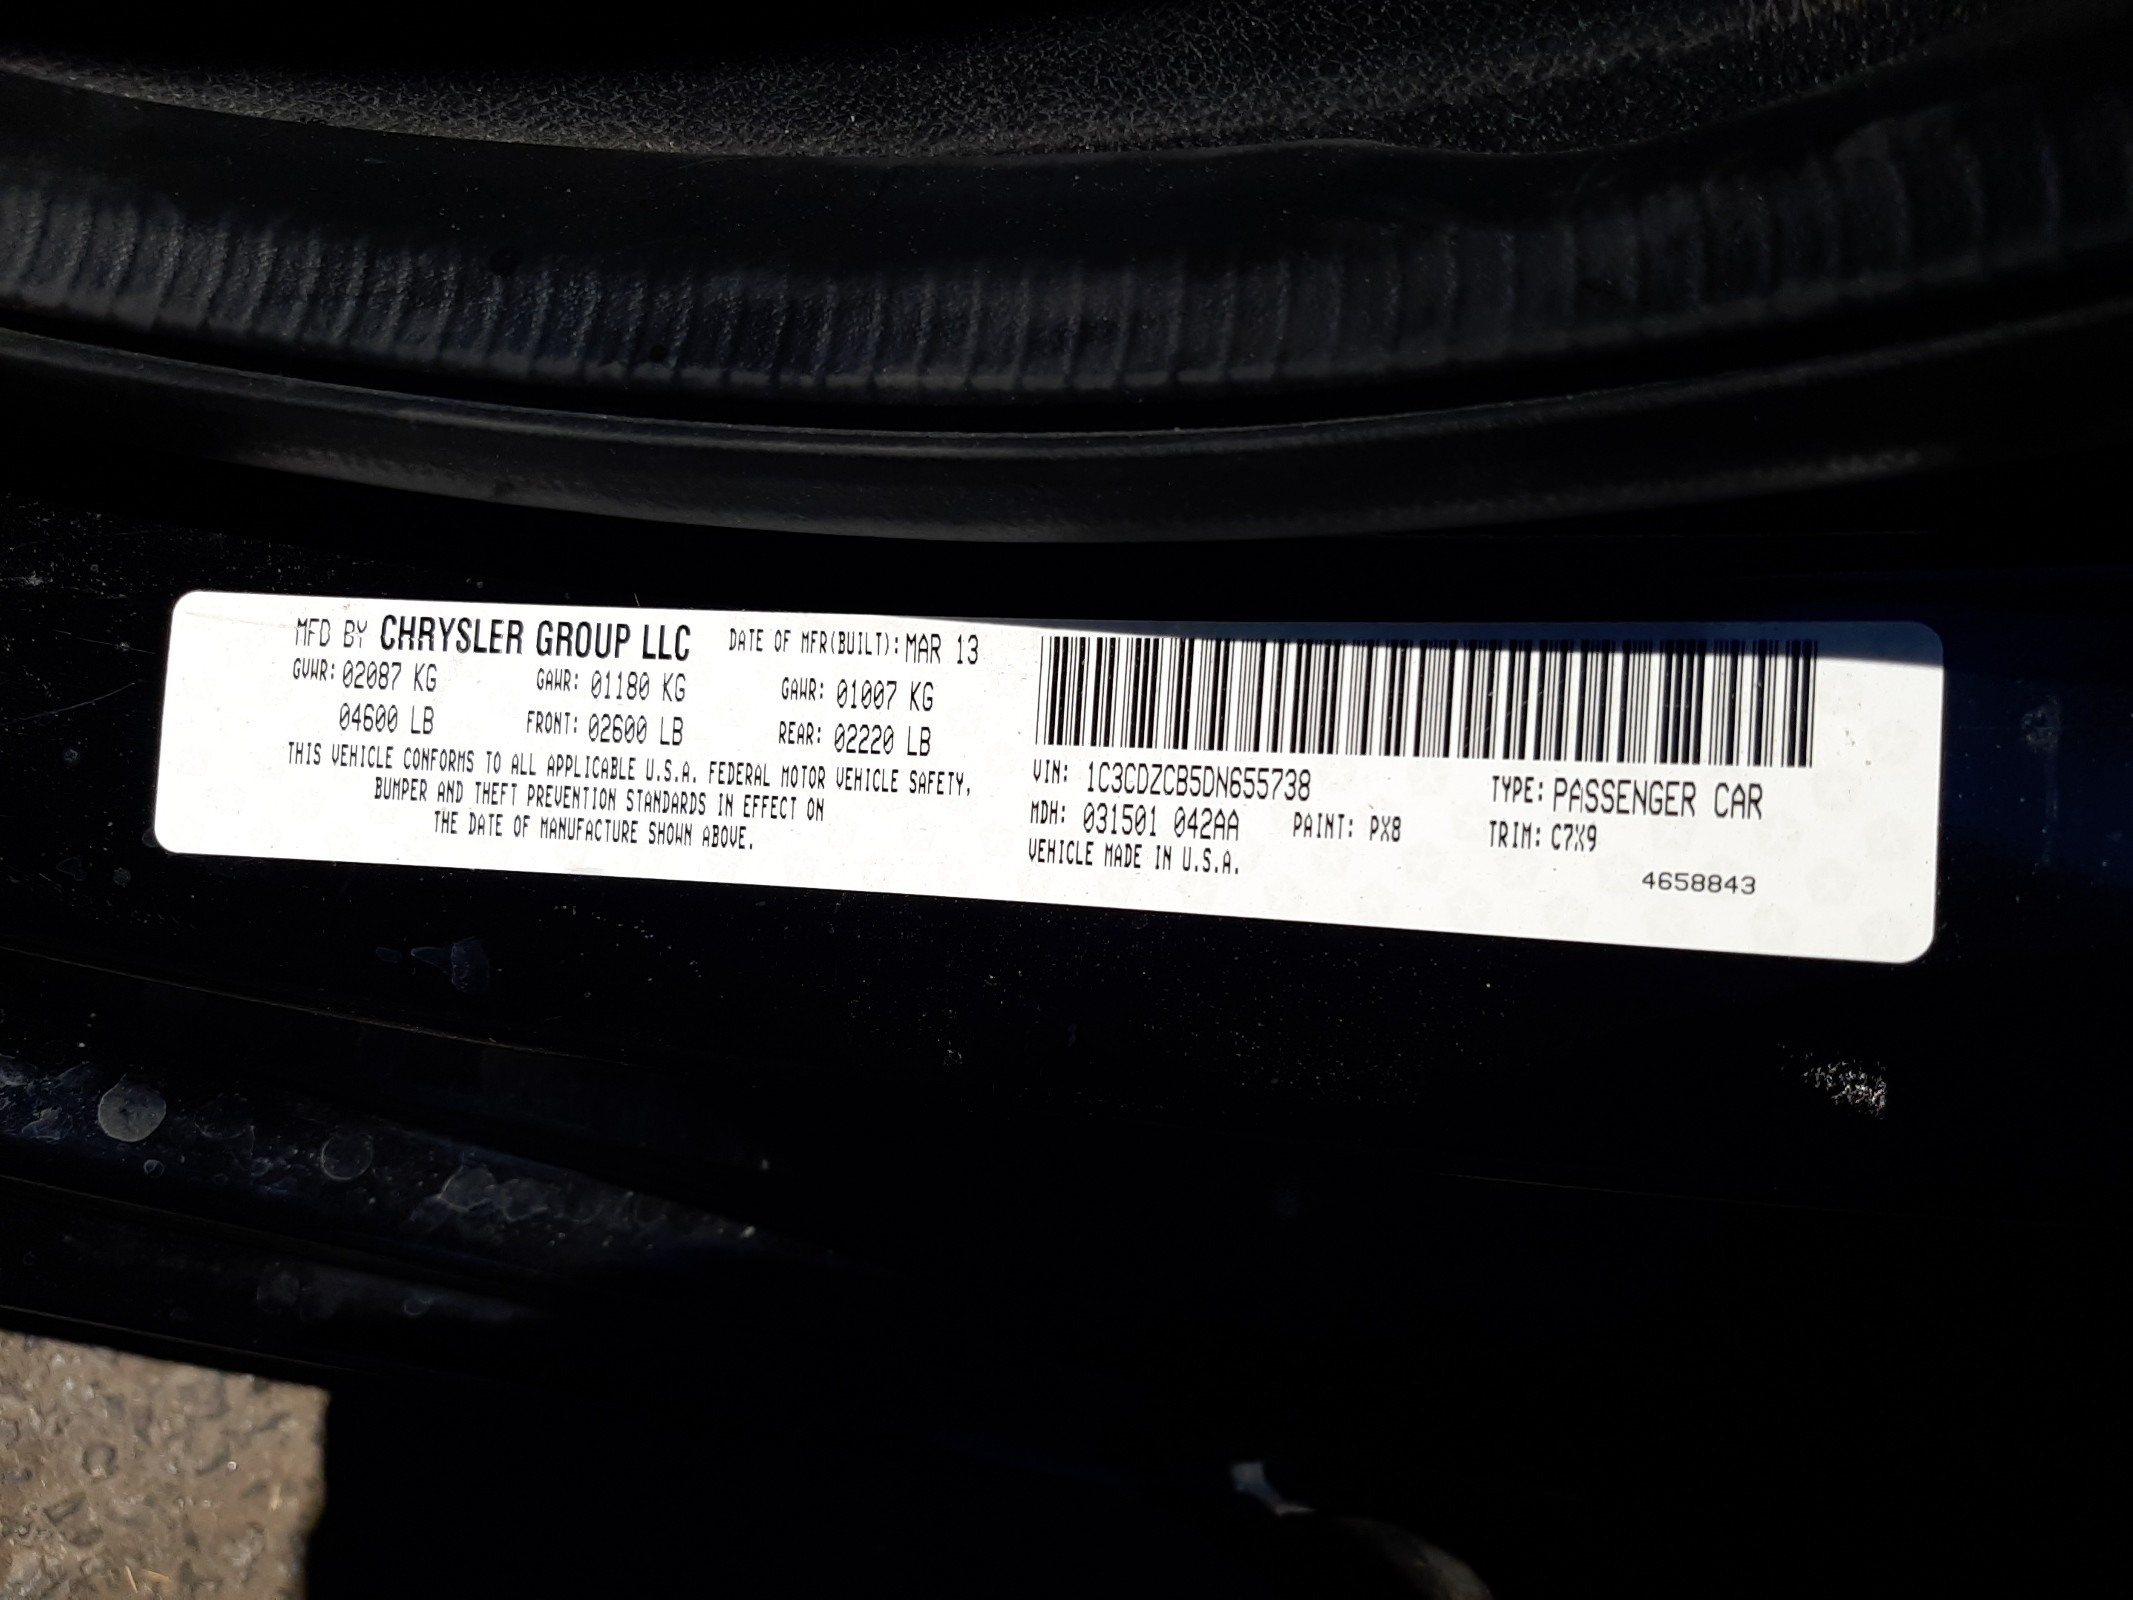 MFD BY CHRYSLER GROUP LLC DATE OF MFR(BUILT): MAR 13
GVWR: 02087 KG GAWR: 01180 KG GAWR: 01007 KG
04600 LB FRONT: 02600 LB REAR: 02220 LB
THIS VEHICLE CONFORMS TO ALL APPLICABLE U.S.A. FEDERAL MOTOR VEHICLE SAFETY,
BUMPER AND THEFT PREVENTION STANDARDS IN EFFECT ON
THE DATE OF MANUFACTURE SHOWN ABOVE.
VIN: 1C3CDZCB5DN655738 TYPE: PASSENGER CAR
MDH: 031501 042AA PAINT: PX8 TRIM: C7X9
VEHICLE MADE IN U.S.A.
4658843